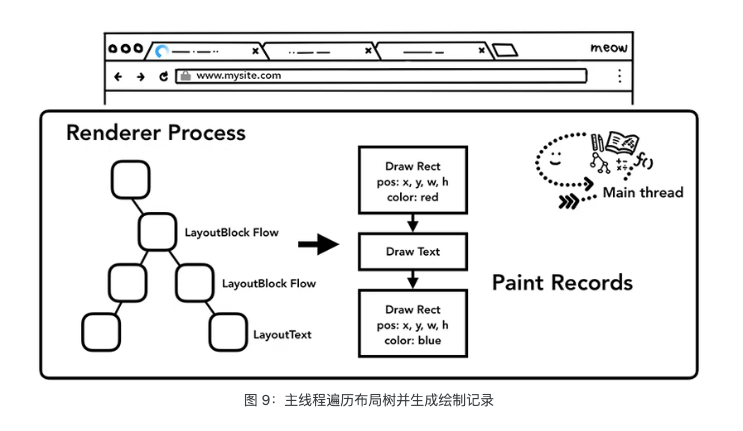 meow
www.mysite.com
Renderer Process
LayoutBlock Flow
LayoutBlock Flow
LayoutText
Draw Rect
pos: x, y, w, h
color: red
Draw Text
Draw Rect
pos: x, y, w, h
color: blue
f()
Main thread
Paint Records
图 9：主线程遍历布局树并生成绘制记录